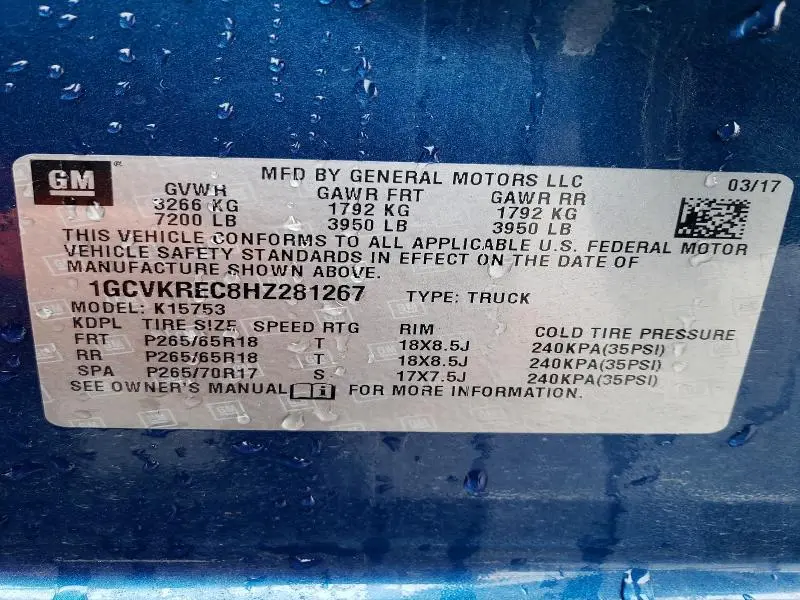 GM
MFD BY GENERAL MOTORS LLC 03/17
GVWR GAWR FRT GAWR RR
3266 KG 1792 KG 1792 KG
7200 LB 3950 LB 3950 LB
THIS VEHICLE CONFORMS TO ALL APPLICABLE U.S. FEDERAL MOTOR
VEHICLE SAFETY STANDARDS IN EFFECT ON THE DATE OF
MANUFACTURE SHOWN ABOVE.
1GCVKREC8HZ281267 TYPE: TRUCK
MODEL: K15753
KDPL TIRE SIZE SPEED RTG RIM COLD TIRE PRESSURE
FRT P265/65R18 T 18X8.5J 240KPA(35PSI)
RR P265/65R18 T 18X8.5J 240KPA(35PSI)
SPA P265/70R17 S 17X7.5J 240KPA(35PSI)
SEE OWNER'S MANUAL FOR MORE INFORMATION.